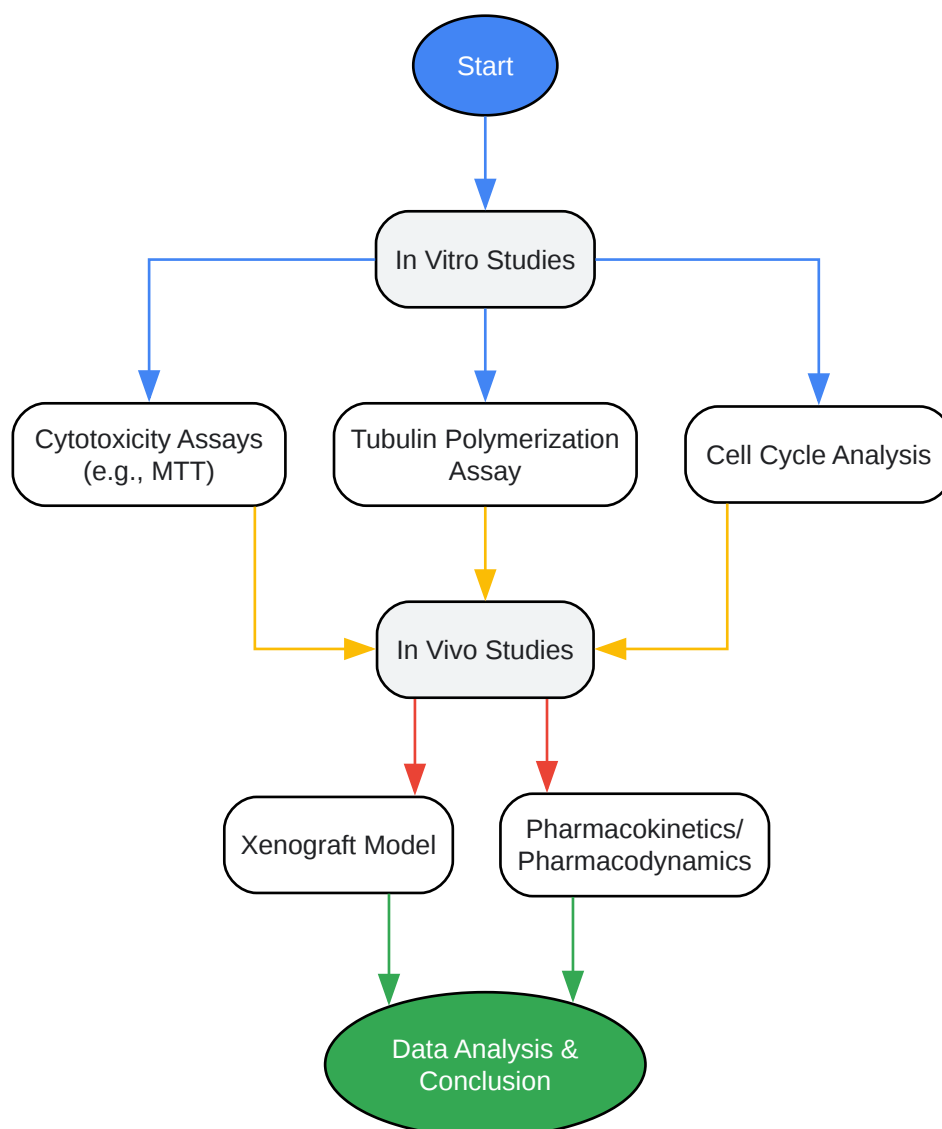 Start
In Vitro Studies
Cytotoxicity Assays
(e.g., MTT)
Tubulin Polymerization
Assay
Cell Cycle Analysis
In Vivo Studies
Xenograft Model
Pharmacokinetics/
Pharmacodynamics
Data Analysis &
Conclusion